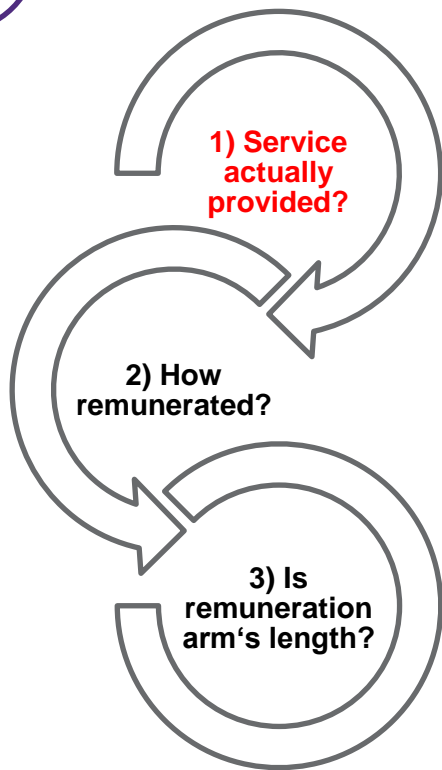 1) Service
actually
provided?
2) How
remunerated?
3) Is
remuneration
arm‘s length?